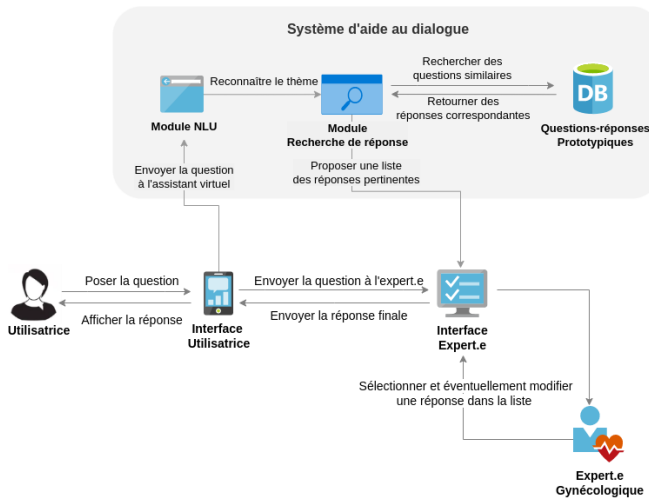 Système d'aide au dialogue
Rechercher des
questions similaires
Reconnaître le thème
DB
Retourner des
réponses correspondantes
Module NLU
Module
Recherche de réponse
Questions-réponses
Prototypiques
Envoyer la question
à l'assistant virtuel
Proposer une liste
des réponses pertinentes
Poser la question
Envoyer la question à l'expert.e
Afficher la réponse
Envoyer la réponse finale
Utilisatrice
Interface
Utilisatrice
Interface
Expert.e
Sélectionner et éventuellement modifier
une réponse dans la liste
Expert.e
Gynécologique